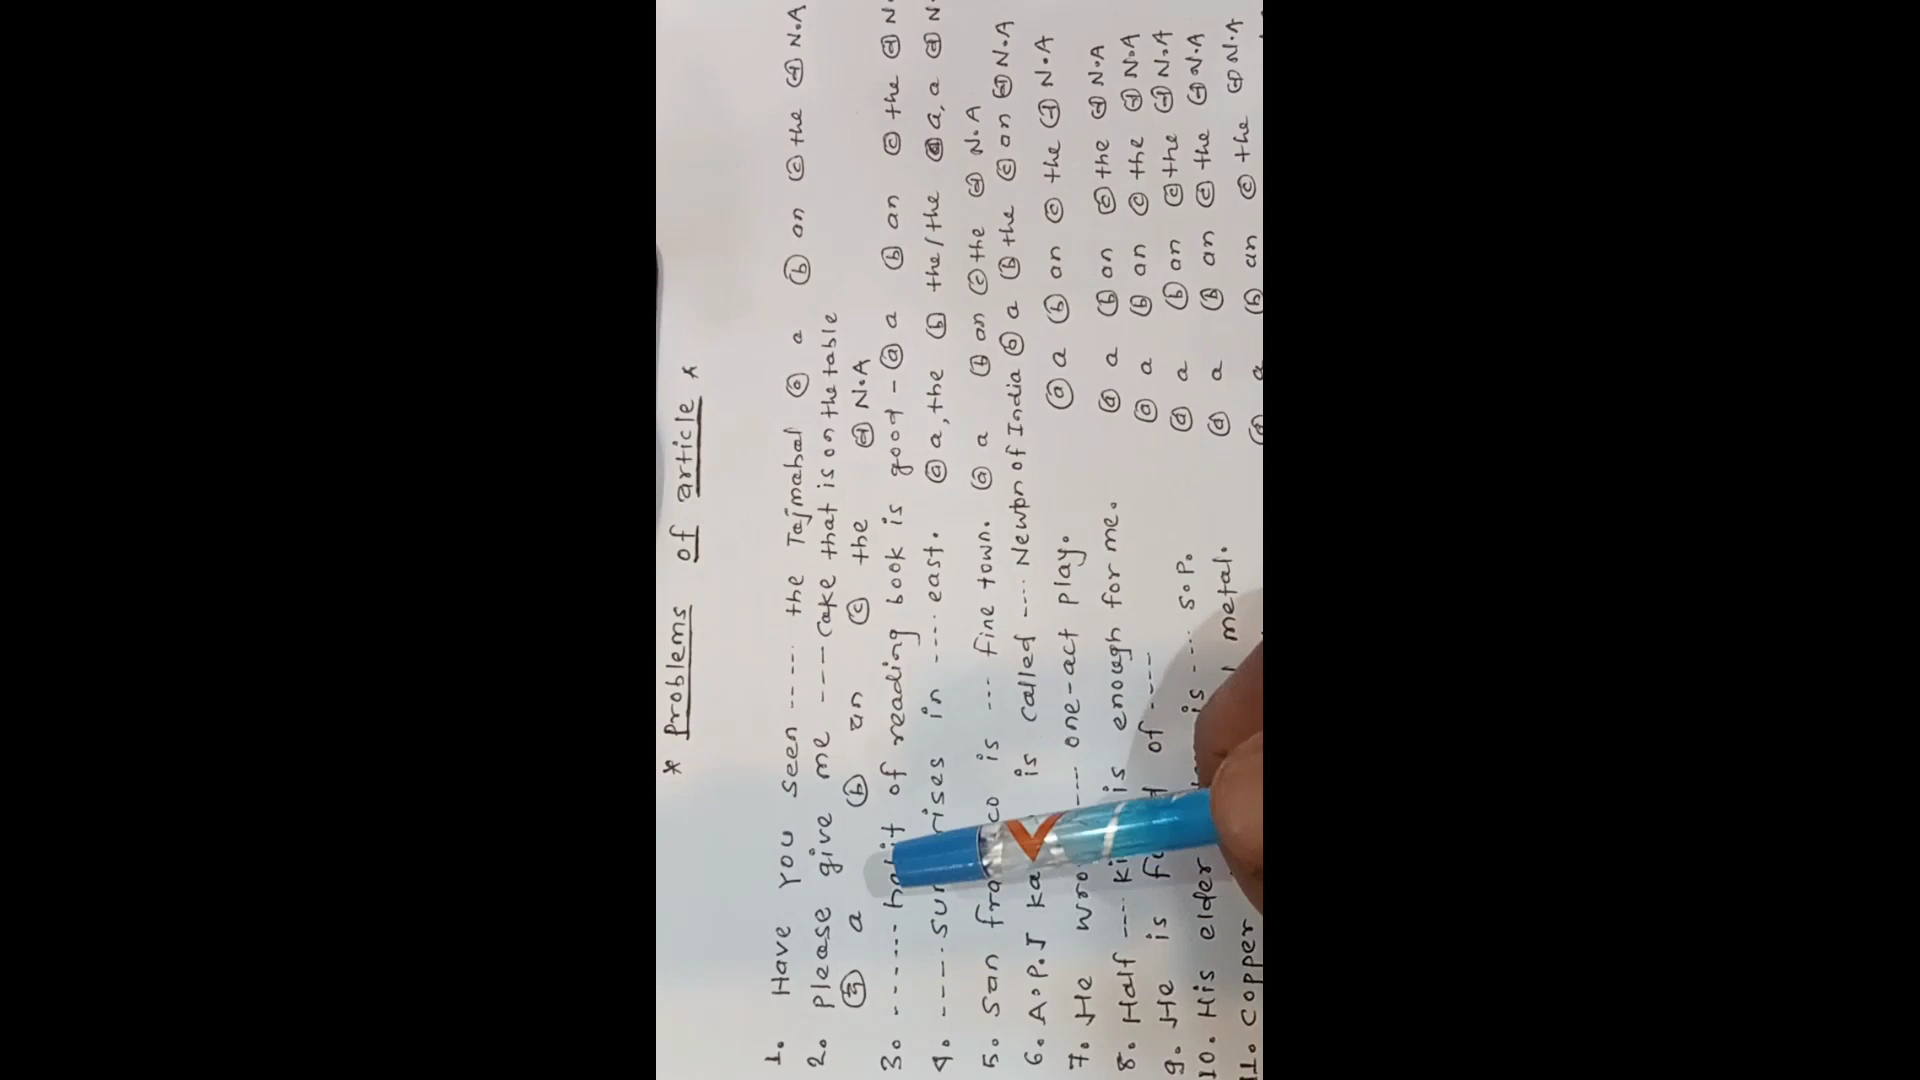 * Problems of article *
1. Have you seen ----- the Tajmahal ⓐ a ⓑ an ⓒ the ⓓ N.A
2. please give me ---- cake that is on the table
a ⓑ an ⓒ the ⓓ N.A
3. ------ of reading book is good - ⓐ a ⓑ an ⓒ the ⓓ
4. ----- rises in ---- east. ⓐ a, the ⓑ the/the a, a ⓓ
5. San is --- fine town. ⓐ a ⓑ an ⓒ the ⓓ N.A
6. A.P.J is called ---- Newton of India ⓐ a ⓑ the ⓒ an ⓓ N.A
7. He ---- one-act play. ⓐ a ⓑ an ⓒ the ⓓ N.A
8. Half ---- is enough for me. ⓐ a ⓑ an ⓒ the ⓓ N.A
9. He is of ---- ⓐ a ⓑ an ⓒ the ⓓ N.A
10. His elder is ---- S.P. ⓐ a ⓑ an ⓒ the ⓓ N.A
11. Copper metal. ⓐ a ⓑ an ⓒ the ⓓ N.A
ⓐ a ⓑ an ⓒ the ⓓ N.A